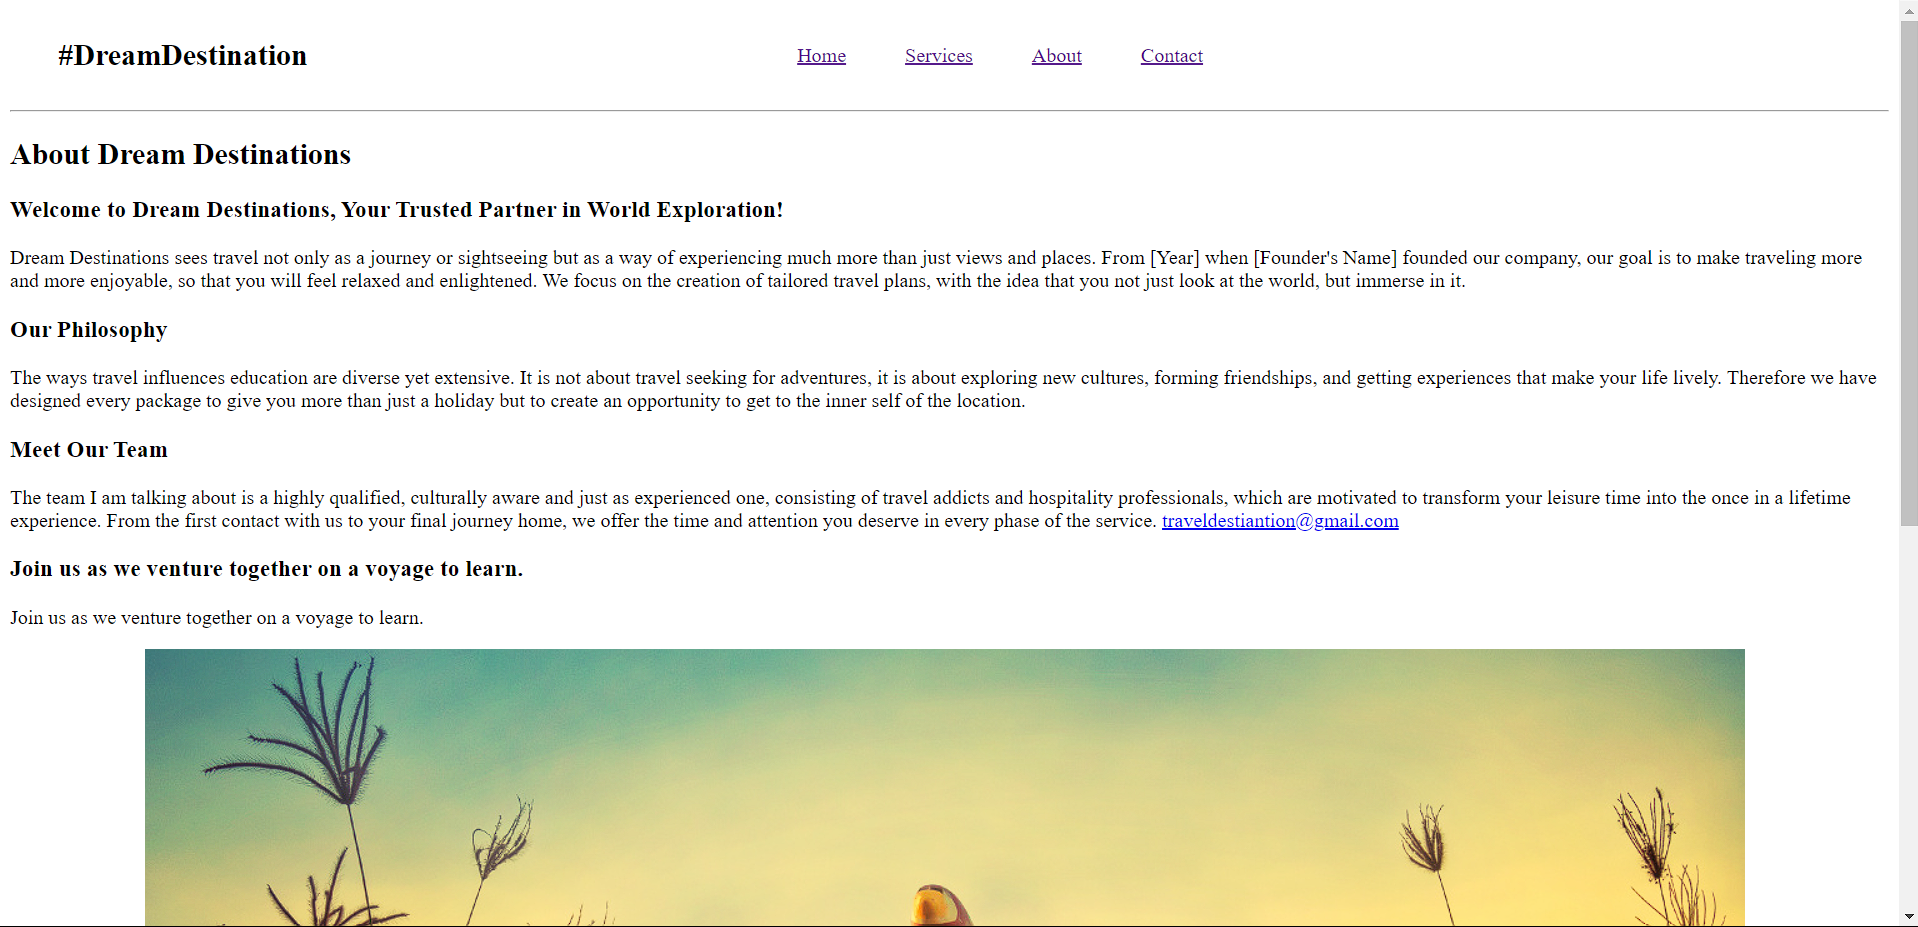 #DreamDestination
Home Services About Contact
About Dream Destinations
Welcome to Dream Destinations, Your Trusted Partner in World Exploration!
Dream Destinations sees travel not only as a journey or sightseeing but as a way of experiencing much more than just views and places. From [Year] when [Founder's Name] founded our company, our goal is to make traveling more
and more enjoyable, so that you will feel relaxed and enlightened. We focus on the creation of tailored travel plans, with the idea that you not just look at the world, but immerse in it.
Our Philosophy
The ways travel influences education are diverse yet extensive. It is not about travel seeking for adventures, it is about exploring new cultures, forming friendships, and getting experiences that make your life lively. Therefore we have
designed every package to give you more than just a holiday but to create an opportunity to get to the inner self of the location.
Meet Our Team
The team I am talking about is a highly qualified, culturally aware and just as experienced one, consisting of travel addicts and hospitality professionals, which are motivated to transform your leisure time into the once in a lifetime
experience. From the first contact with us to your final journey home, we offer the time and attention you deserve in every phase of the service. traveldestiantion@gmail.com
Join us as we venture together on a voyage to learn.
Join us as we venture together on a voyage to learn.